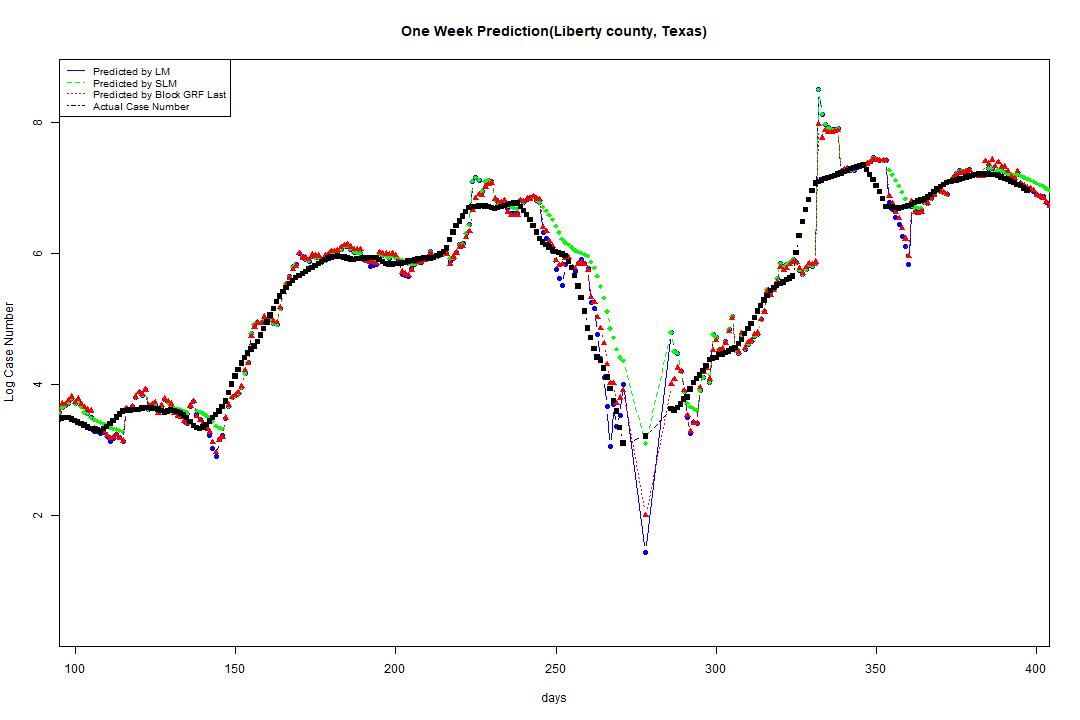 One Week Prediction(Liberty county, Texas)
Predicted by LM
Predicted by SLM
Predicted by Block GRF Last
Actual Case Number
8
6
4
2
Log Case Number
100 150 200 250 300 350 400
days